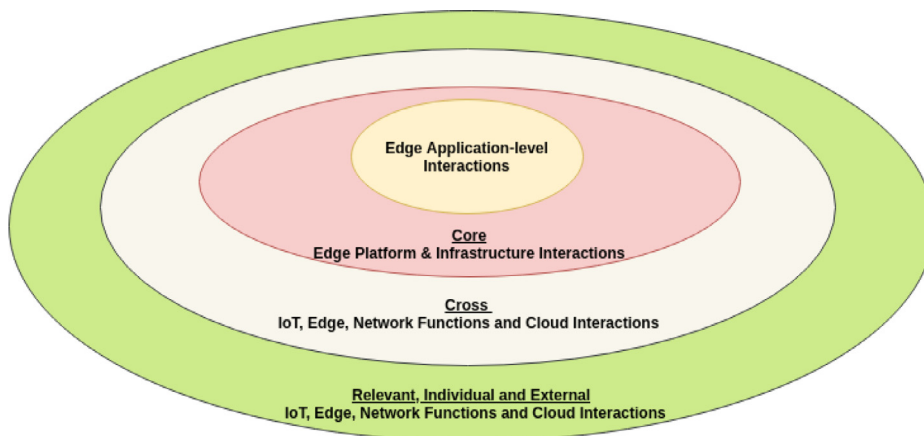 Edge Application-level
Interactions
Core
Edge Platform & Infrastructure Interactions
Cross
IoT, Edge, Network Functions and Cloud Interactions
Relevant, Individual and External
IoT, Edge, Network Functions and Cloud Interactions